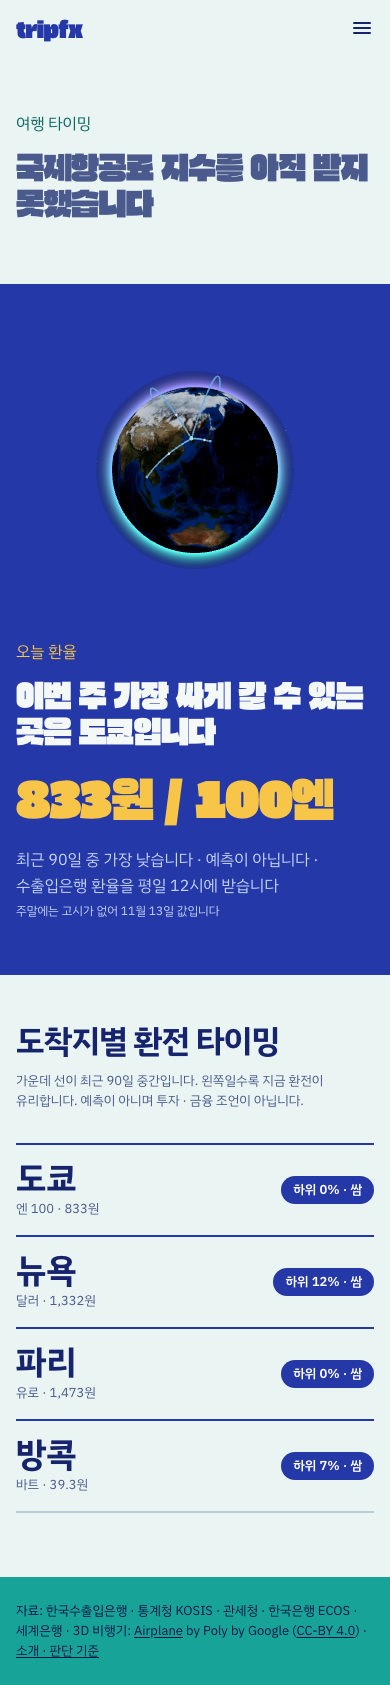 tripfx
여행 타이밍
국제항공료 지수를 아직 받지
못했습니다
오늘 환율
이번 주 가장 싸게 갈 수 있는
곳은 도쿄입니다
833원 / 100엔
최근 90일 중 가장 낮습니다 · 예측이 아닙니다 ·
수출입은행 환율을 평일 12시에 받습니다
주말에는 고시가 없어 11월 13일 값입니다
도착지별 환전 타이밍
가운데 선이 최근 90일 중간입니다. 왼쪽일수록 지금 환전이
유리합니다. 예측이 아니며 투자 · 금융 조언이 아닙니다.
도쿄
엔 100 · 833원
하위 0% · 쌈
뉴욕
달러 · 1,332원
하위 12% · 쌈
파리
유로 · 1,473원
하위 0% · 쌈
방콕
바트 · 39.3원
하위 7% · 쌈
자료: 한국수출입은행 · 통계청 KOSIS · 관세청 · 한국은행 ECOS ·
세계은행 · 3D 비행기: Airplane by Poly by Google (CC-BY 4.0) ·
소개 · 판단 기준